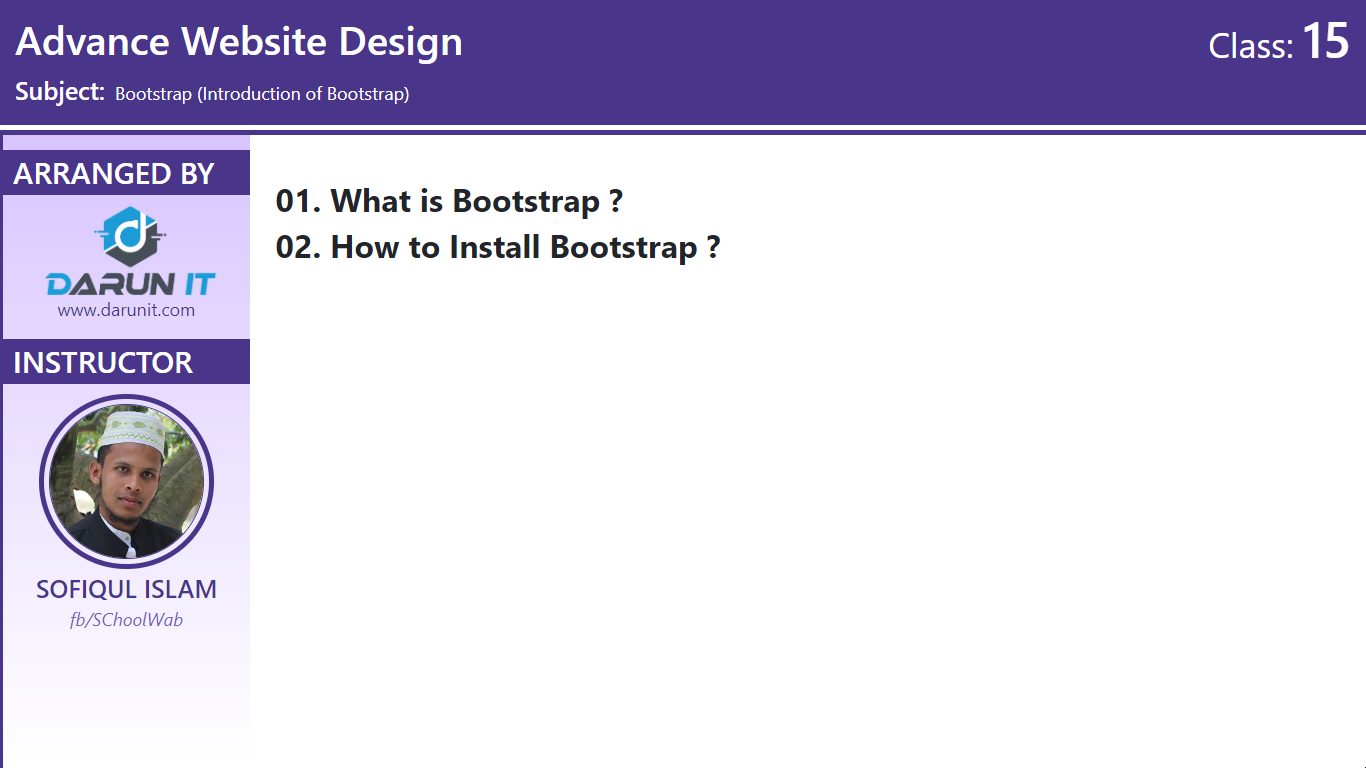 Advance Website Design
Class: 15
Subject: Bootstrap (Introduction of Bootstrap)
ARRANGED BY
DARUN IT
www.darunit.com
INSTRUCTOR
SOFIQUL ISLAM
fb/SChoolWab
01. What is Bootstrap ?
02. How to Install Bootstrap ?